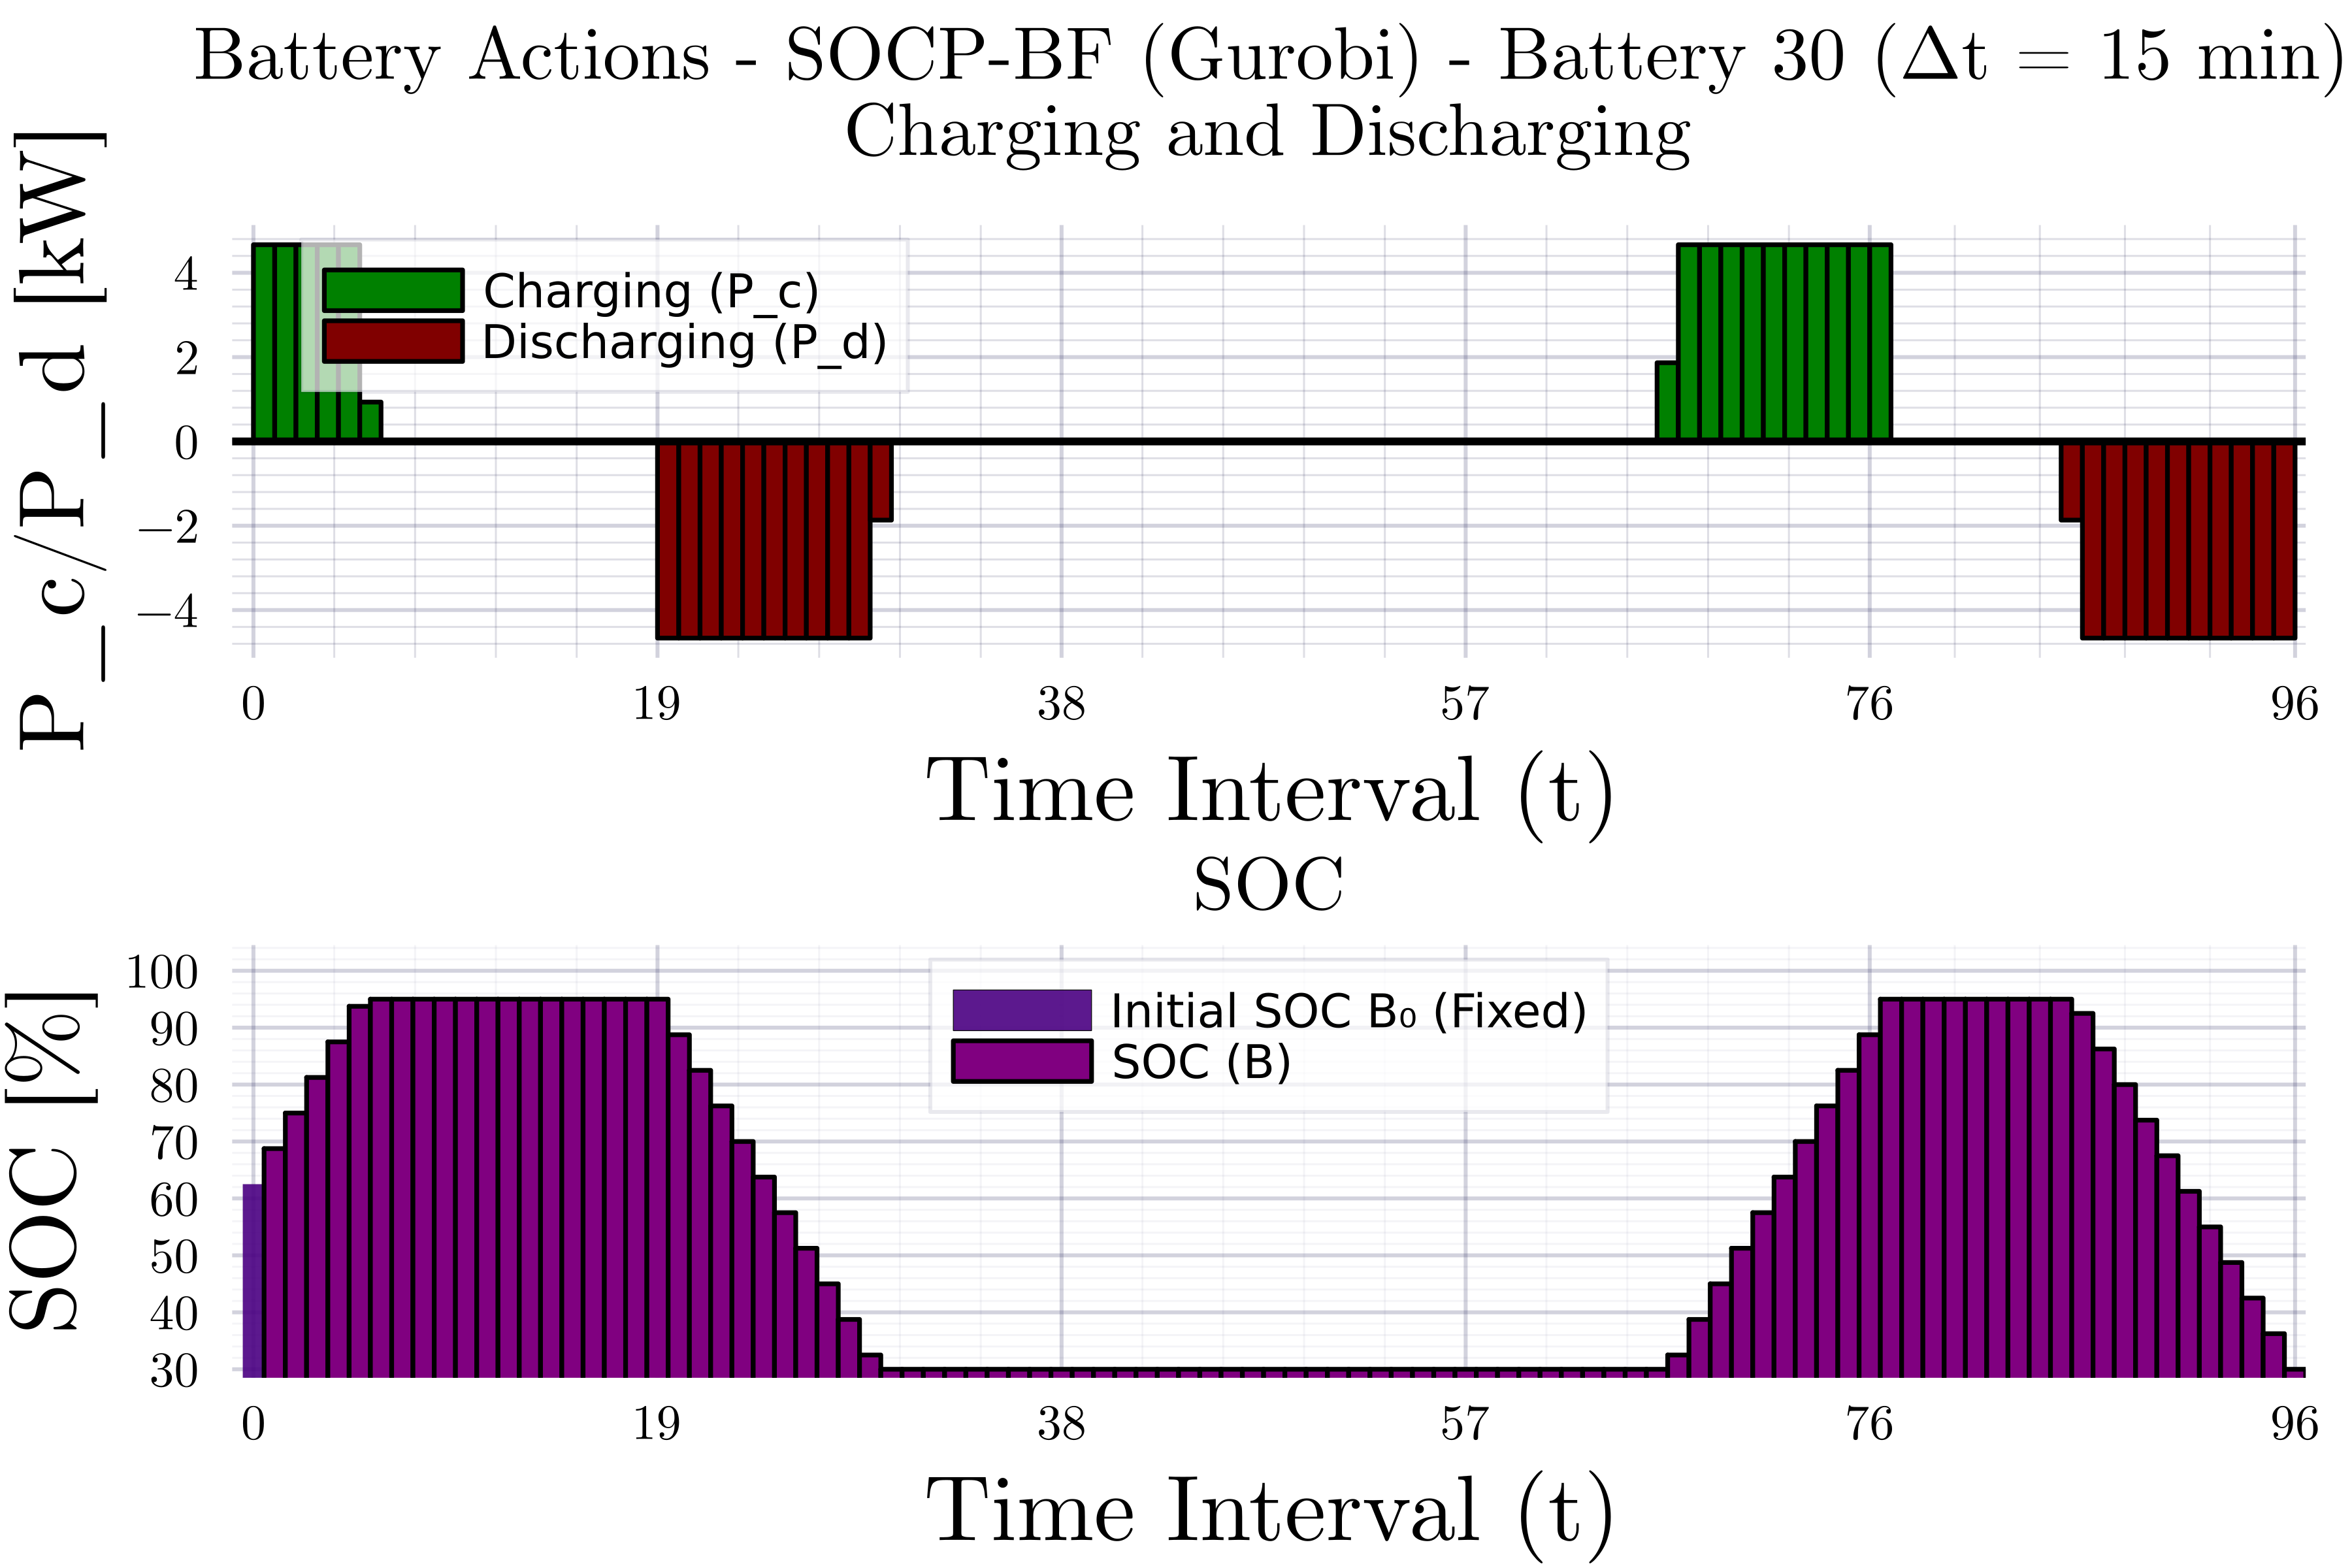 Battery Actions - SOCP-BF (Gurobi) - Battery 30 (Δt = 15 min)
Charging and Discharging
P_c/P_d [kW]
4
2
0
−2
−4
Charging (P_c)
Discharging (P_d)
0 19 38 57 76 96
Time Interval (t)
SOC
SOC [%]
100
90
80
70
60
50
40
30
Initial SOC B₀ (Fixed)
SOC (B)
0 19 38 57 76 96
Time Interval (t)